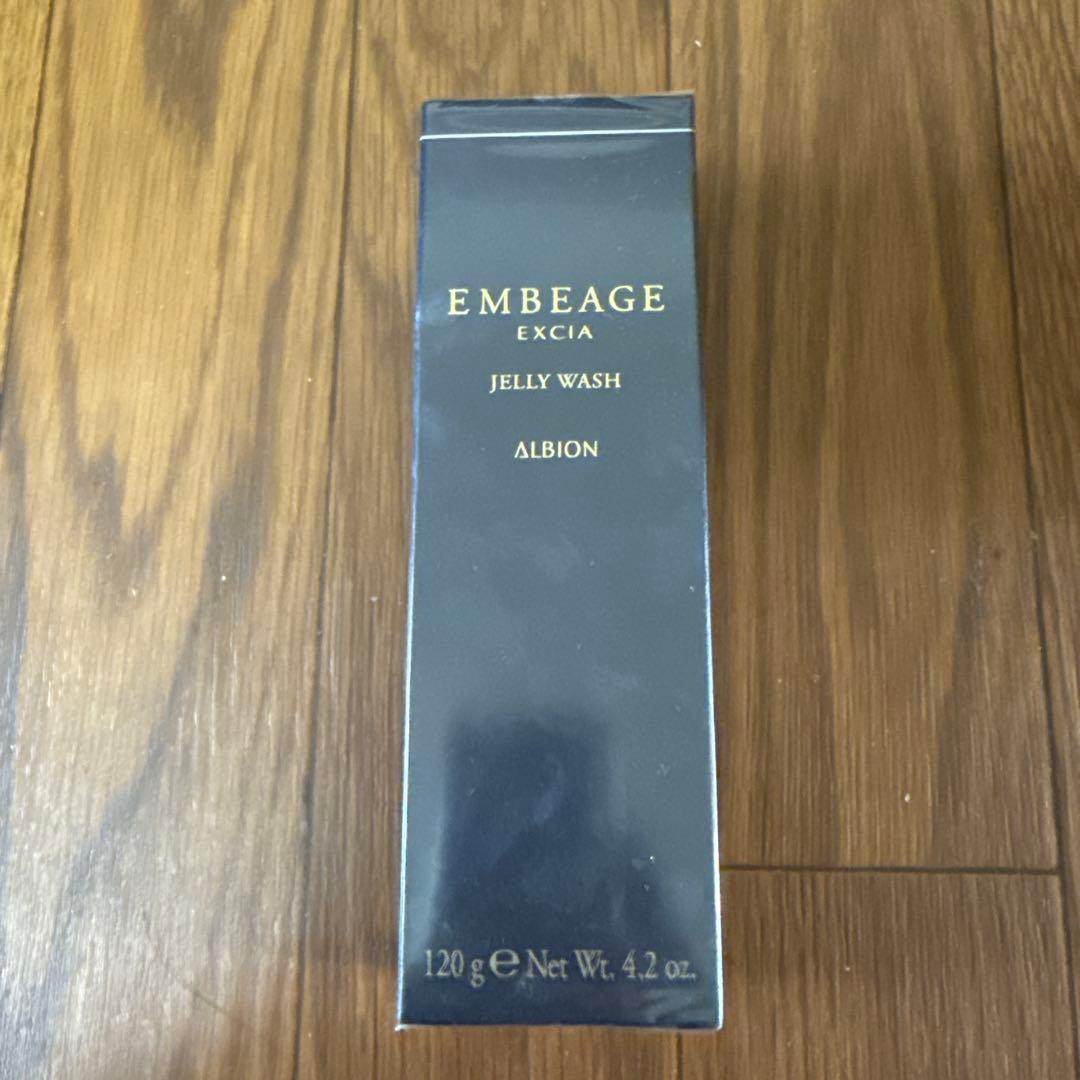 EMBEAGE
EXCIA
JELLY WASH
ALBION
120 g ℮ Net Wt. 4.2 oz.